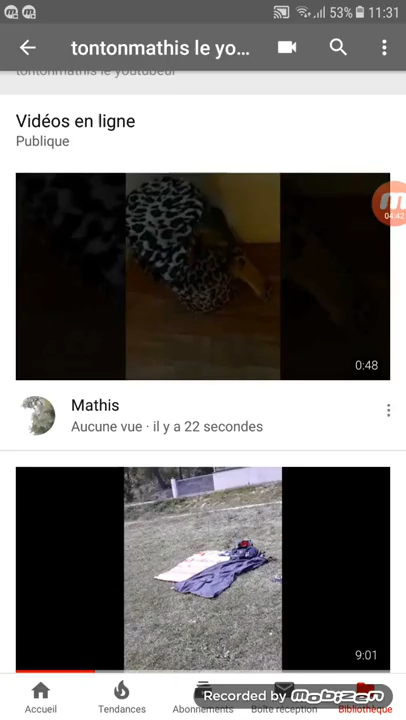 53% 11:31
tontonmathis le yo...
tontonmathis le youtubeur
Vidéos en ligne
Publique
04:42
0:48
Mathis
Aucune vue · il y a 22 secondes
9:01
Recorded by mobizen
Accueil
Tendances
Abonnements
Boîte réception
Bibliothèque